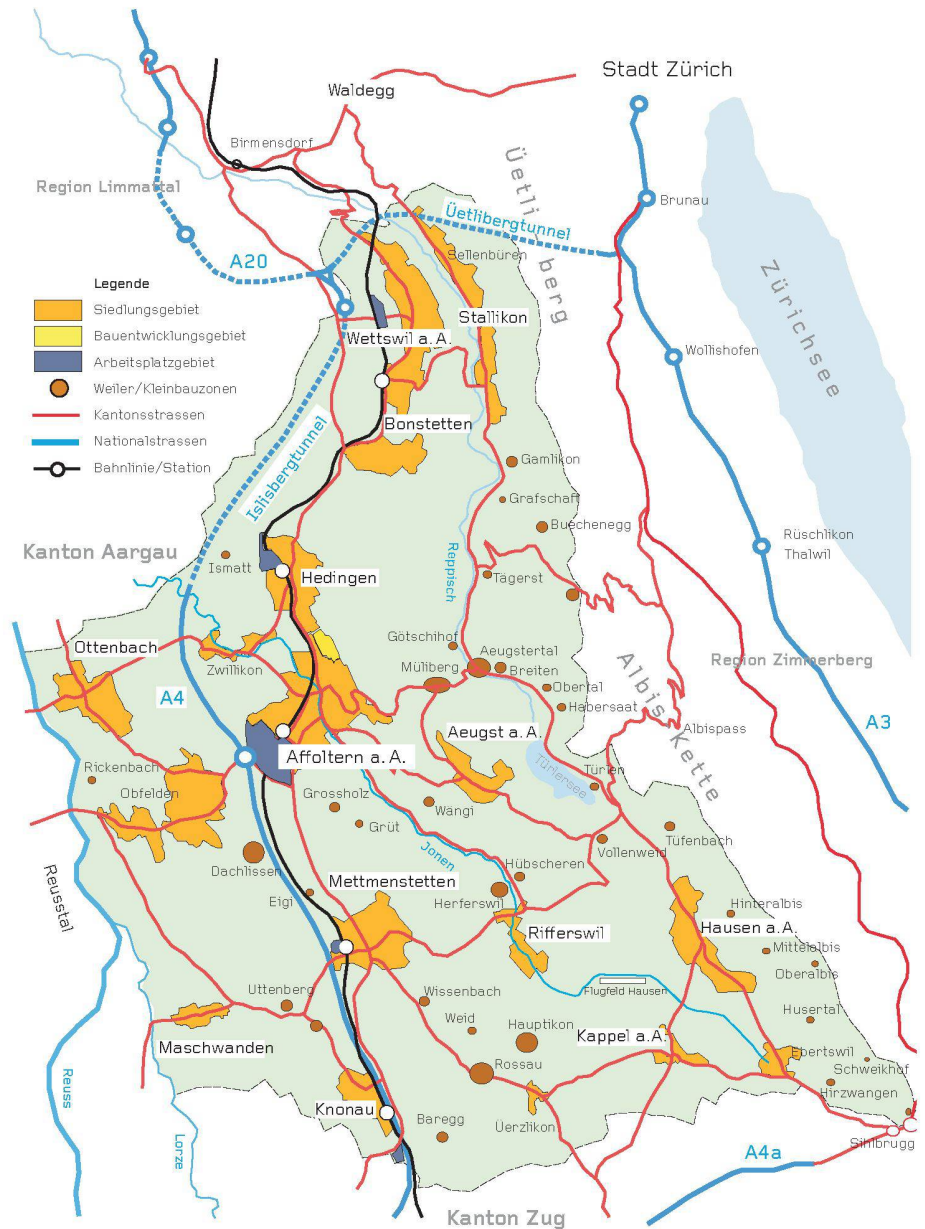 Stadt Zürich
Waldegg
Birmensdorf
Region Limmattal
Üetliberg
Brunau
Üetlibergtunnel
A20
Sellenbüren
Zürichsee
Legende
Siedlungsgebiet
Bauentwicklungsgebiet
Arbeitsplatzgebiet
Weiler/Kleinbauzonen
Kantonsstrassen
Nationalstrassen
Bahnlinie/Station
Stallikon
Wettswil a.A.
Wollishofen
Bonstetten
Islisbergtunnel
Gamlikon
Grafschaft
Buechenegg
Rüschlikon
Thalwil
Kanton Aargau
Ismatt
Hedingen
Reppisch
Tägerst
Ottenbach
Zwillikon
Götschihof
Aeugstertal
Müliberg
Breiten
Region Zimmerberg
Albis-Kette
Obertal
Habersaat
A4
A3
Albispass
Aeugst a.A.
Affoltern a.A.
Türlersee
Türlen
Rickenbach
Obfelden
Grossholz
Wängi
Grüt
Tüfenbach
Vollenweid
Jonen
Dachlissen
Hübscheren
Mettmenstetten
Eigi
Herferswil
Reusstal
Hinteralbis
Rifferswil
Hausen a.A.
Mittelalbis
Oberalbis
Flugfeld Hausen
Uttenberg
Wissenbach
Husertal
Weid
Hauptikon
Kappel a.A.
Maschwanden
Ebertswil
Rossau
Schweikhof
Reuss
Hirzwangen
Knonau
Baregg
Üerzlikon
Sihlbrugg
Lorze
A4a
Kanton Zug